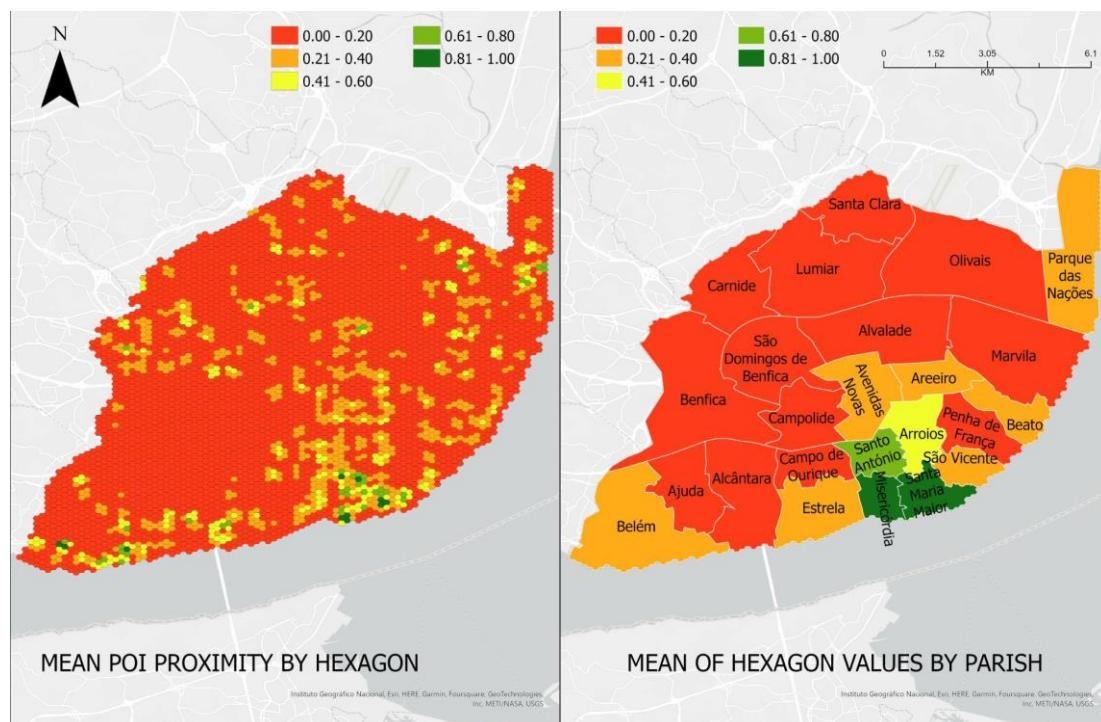 N
0.00 - 0.20
0.21 - 0.40
0.41 - 0.60
0.61 - 0.80
0.81 - 1.00
MEAN POI PROXIMITY BY HEXAGON
Instituto Geográfico Nacional, Esri, HERE, Garmin, Foursquare, GeoTechnologies,
Inc, METI/NASA, USGS
0.00 - 0.20
0.21 - 0.40
0.41 - 0.60
0.61 - 0.80
0.81 - 1.00
0 1.52 3.05 6.1
KM
Santa Clara
Lumiar
Olivais
Parque
das
Nações
Carnide
Alvalade
São
Domingos de
Benfica
Marvila
Avenidas
Novas
Areeiro
Benfica
Campolide
Arroios
Penha de
França
Beato
Santo
António
São Vicente
Campo de
Ourique
Alcântara
Ajuda
Misericordia
Santa
Maria
Maior
Estrela
Belém
MEAN OF HEXAGON VALUES BY PARISH
Instituto Geográfico Nacional, Esri, HERE, Garmin, Foursquare, GeoTechnologies,
Inc, METI/NASA, USGS